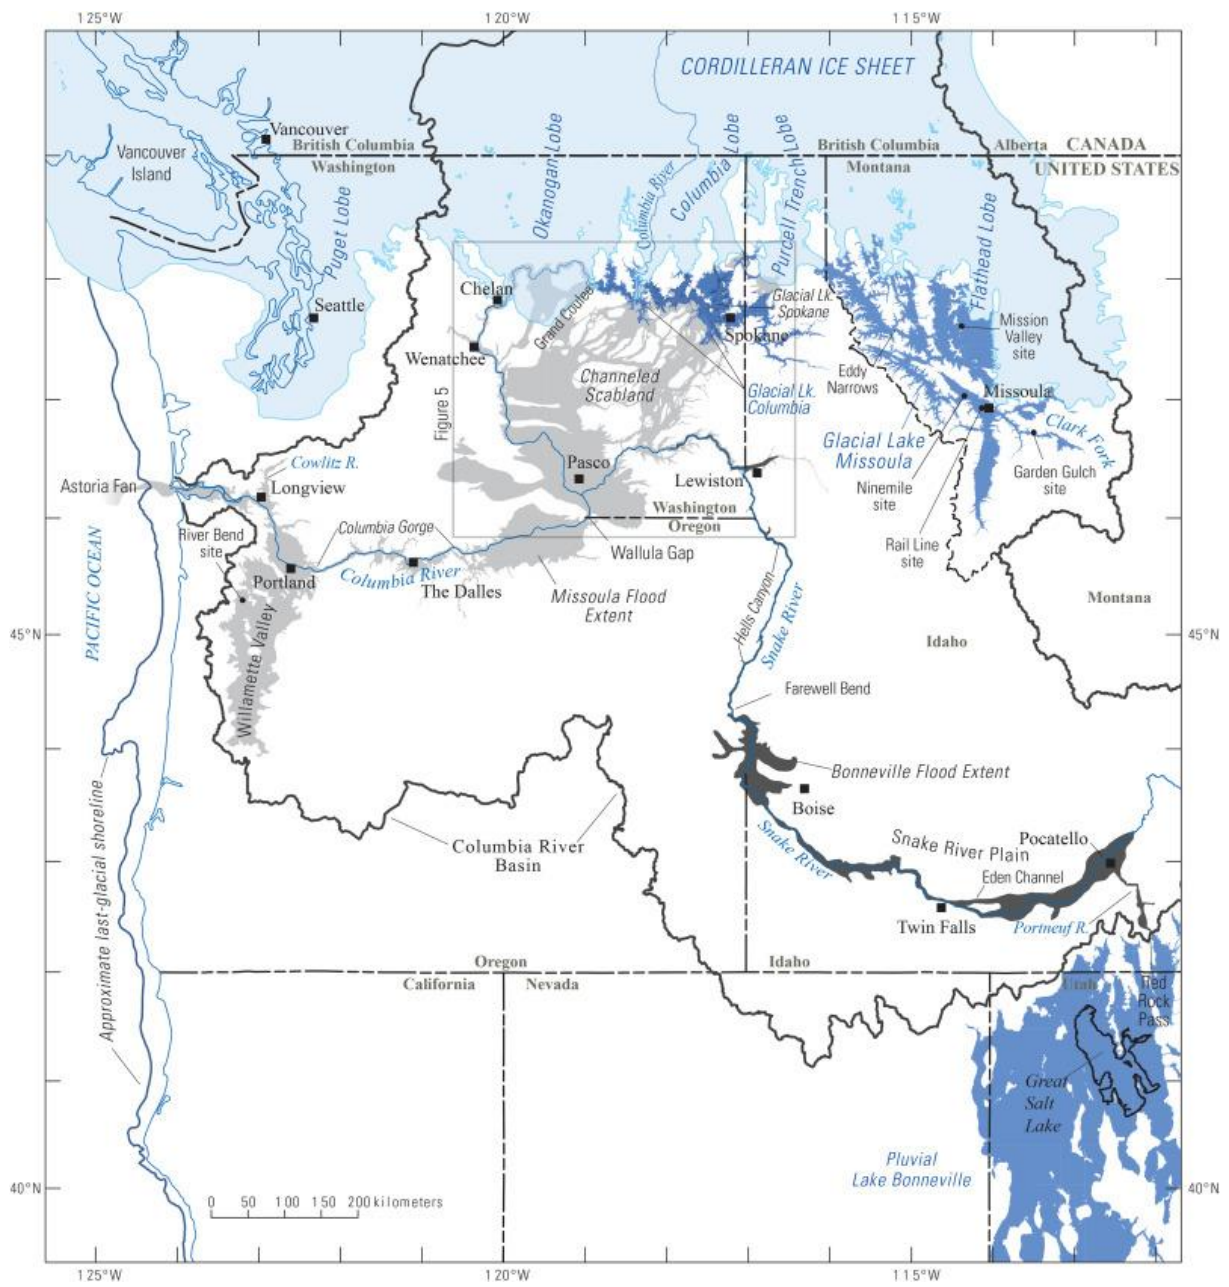 125°W
120°W
115°W
CORDILLERAN ICE SHEET
Vancouver
British Columbia
Washington
British Columbia
Montana
Alberta
CANADA
UNITED STATES
Vancouver
Island
Puget Lobe
Okanogan Lobe
Columbia River
Columbia Lobe
Purcell Trench Lobe
Flathead Lobe
Seattle
Chelan
Grand Coulee
Glacial Lk.
Spokane
Spokane
Mission
Valley
site
Wenatchee
Eddy
Narrows
Channeled
Scabland
Glacial Lk.
Columbia
Missoula
Figure 5
Glacial Lake
Missoula
Clark Fork
Cowlitz R.
Pasco
Lewiston
Ninemile
site
Garden Gulch
site
Astoria Fan
Longview
Washington
Oregon
River Bend
site
Columbia Gorge
Wallula Gap
Rail Line
site
PACIFIC OCEAN
Portland
Columbia River
The Dalles
Missoula Flood
Extent
Hells Canyon
Snake River
Montana
Idaho
45°N
45°N
Willamette Valley
Farewell Bend
Bonneville Flood Extent
Boise
Approximate last-glacial shoreline
Columbia River
Basin
Snake River
Snake River Plain
Pocatello
Eden Channel
Twin Falls
Portneuf R.
Oregon
California
Nevada
Idaho
Utah
Red
Rock
Pass
Great
Salt
Lake
Pluvial
Lake Bonneville
40°N
40°N
0 50 100 150 200 kilometers
125°W
120°W
115°W